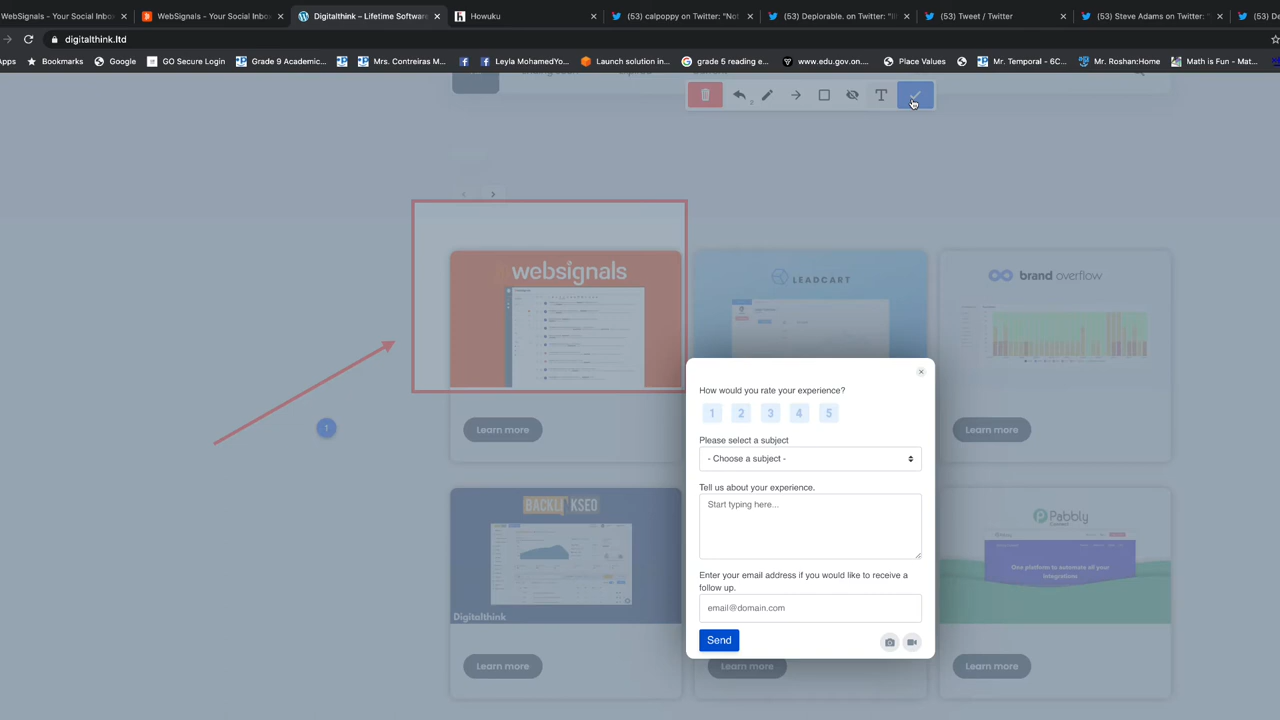 WebSignals - Your Social Inbo
WebSignals - Your Social Inbo
Digitalthink – Lifetime Software
Howuku
(53) calpoppy on Twitter: "Not
(53) Deplorable. on Twitter: "Ill
(53) Tweet / Twitter
(53) Steve Adams on Twitter: "
(53) De
digitalthink.ltd
Apps
Bookmarks
Google
GO Secure Login
Grade 9 Academic...
Mrs. Contreiras M...
Leyla MohamedYo...
Launch solution in...
grade 5 reading e...
www.edu.gov.on....
Place Values
Mr. Temporal - 6C...
Mr. Roshan:Home
Math is Fun - Mat...
2
T
websignals
LEADCART
brand overflow
1
Learn more
Learn more
How would you rate your experience?
1 2 3 4 5
Please select a subject
- Choose a subject -
Tell us about your experience.
Start typing here...
Enter your email address if you would like to receive a
follow up.
email@domain.com
Send
BACKLINKSEO
Digitalthink
Pabbly
One platform to automate all your
integrations
Learn more
Learn more
Learn more